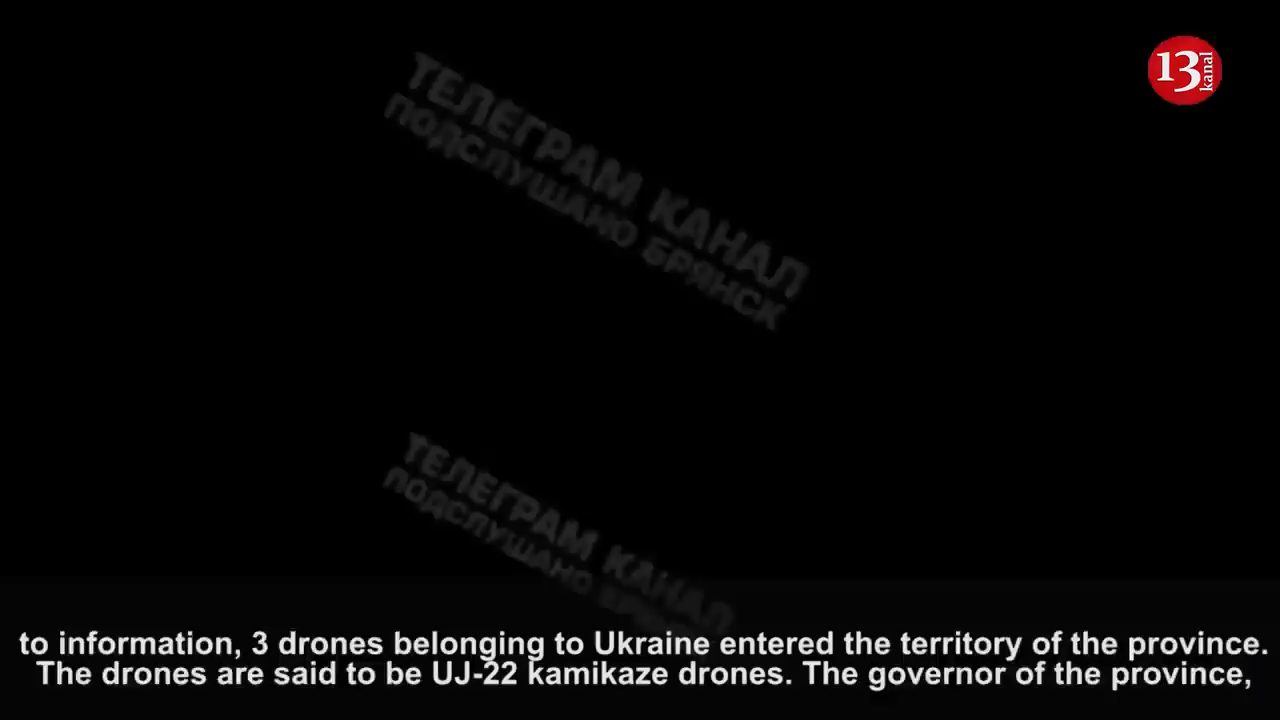 13
kanal
ТЕЛЕГРАМ КАНАЛ
ПОДСЛУШАНО БРЯНСК
ТЕЛЕГРАМ КАНАЛ
ПОДСЛУШАНО
to information, 3 drones belonging to Ukraine entered the territory of the province.
The drones are said to be UJ-22 kamikaze drones. The governor of the province,